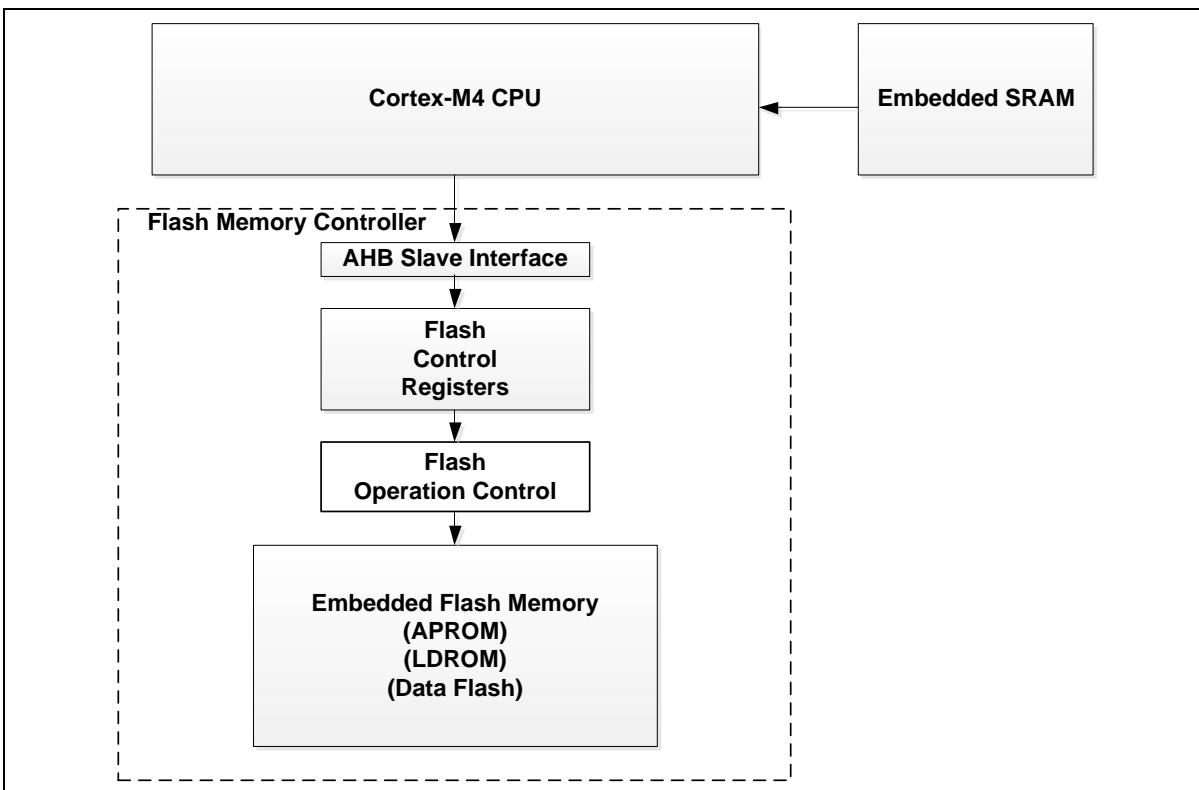 Cortex-M4 CPU
Embedded SRAM
Flash Memory Controller
AHB Slave Interface
Flash
Control
Registers
Flash
Operation Control
Embedded Flash Memory
(APROM)
(LDROM)
(Data Flash)